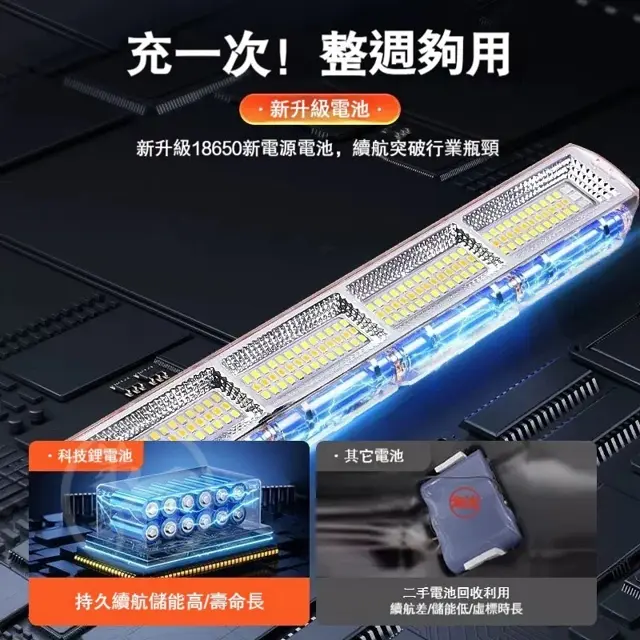 充一次！整週夠用
·新升級電池·
新升級18650新電源電池，續航突破行業瓶頸
·科技鋰電池
·其它電池
持久續航儲能高/壽命長
二手電池回收利用
續航差/儲能低/虛標時長